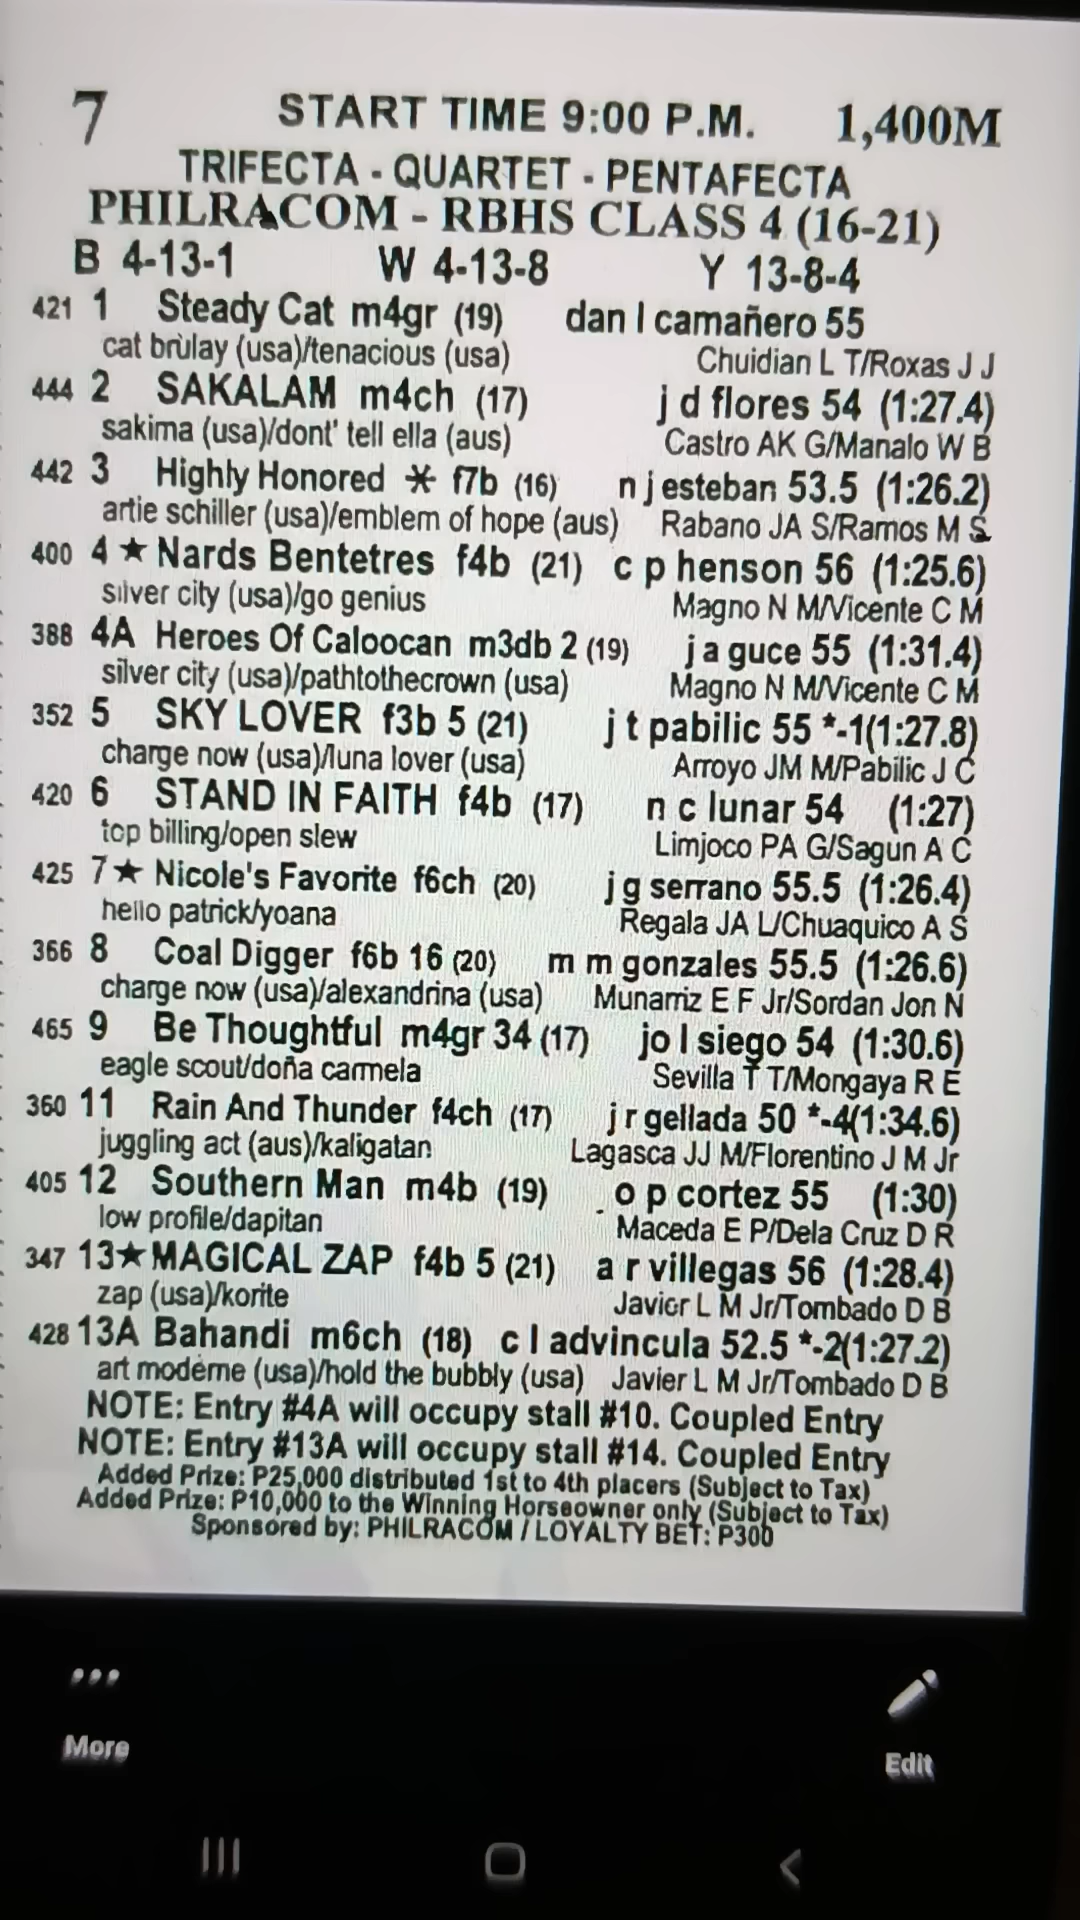 7 START TIME 9:00 P.M. 1,400M
TRIFECTA - QUARTET - PENTAFECTA
PHILRACOM - RBHS CLASS 4 (16-21)
B 4-13-1 W 4-13-8 Y 13-8-4
421 1 Steady Cat m4gr (19) dan l camañero 55
cat brulay (usa)/tenacious (usa) Chuidian L T/Roxas J J
444 2 SAKALAM m4ch (17) j d flores 54 (1:27.4)
sakima (usa)/dont' tell ella (aus) Castro AK G/Manalo W B
442 3 Highly Honored * f7b (16) n j esteban 53.5 (1:26.2)
artie schiller (usa)/emblem of hope (aus) Rabano JA S/Ramos M S
400 4 ★ Nards Bentetres f4b (21) c p henson 56 (1:25.6)
silver city (usa)/go genius Magno N M/Vicente C M
388 4A Heroes Of Caloocan m3db 2 (19) j a guce 55 (1:31.4)
silver city (usa)/pathtothecrown (usa) Magno N M/Vicente C M
352 5 SKY LOVER f3b 5 (21) j t pabilic 55 *-1(1:27.8)
charge now (usa)/luna lover (usa) Arroyo JM M/Pabilic J C
420 6 STAND IN FAITH f4b (17) n c lunar 54 (1:27)
top billing/open slew Limjoco PA G/Sagun A C
425 7★ Nicole's Favorite f6ch (20) j g serrano 55.5 (1:26.4)
hello patrick/yoana Regala JA L/Chuaquico A S
366 8 Coal Digger f6b 16 (20) m m gonzales 55.5 (1:26.6)
charge now (usa)/alexandrina (usa) Munarriz E F Jr/Sordan Jon N
465 9 Be Thoughtful m4gr 34 (17) jo l siego 54 (1:30.6)
eagle scout/doña carmela Sevilla T T/Mongaya R E
360 11 Rain And Thunder f4ch (17) j r gellada 50 *-4(1:34.6)
juggling act (aus)/kaligatan Lagasca JJ M/Florentino J M Jr
405 12 Southern Man m4b (19) o p cortez 55 (1:30)
low profile/dapitan Maceda E P/Dela Cruz D R
347 13★ MAGICAL ZAP f4b 5 (21) a r villegas 56 (1:28.4)
zap (usa)/korite Javier L M Jr/Tombado D B
428 13A Bahandi m6ch (18) c l advincula 52.5 *-2(1:27.2)
art moderne (usa)/hold the bubbly (usa) Javier L M Jr/Tombado D B
NOTE: Entry #4A will occupy stall #10. Coupled Entry
NOTE: Entry #13A will occupy stall #14. Coupled Entry
Added Prize: P25,000 distributed 1st to 4th placers (Subject to Tax)
Added Prize: P10,000 to the Winning Horseowner only (Subject to Tax)
Sponsored by: PHILRACOM / LOYALTY BET: P300
More Edit